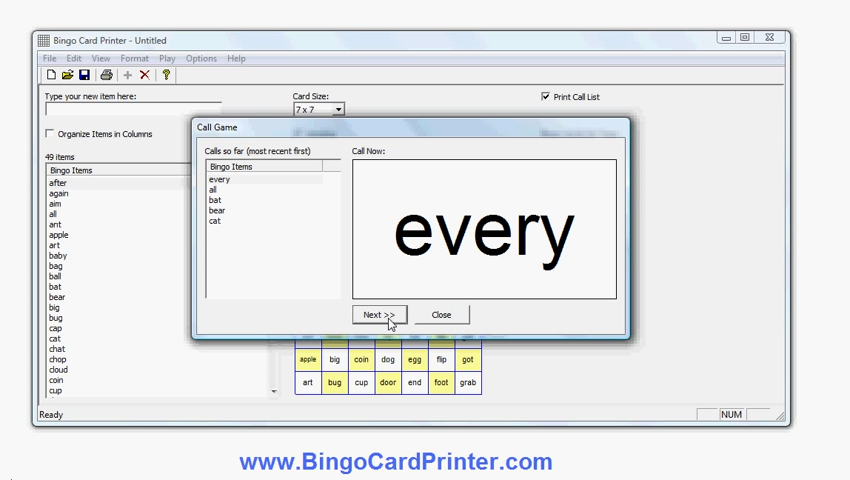 Bingo Card Printer - Untitled
File Edit View Format Play Options Help
Type your new item here:
Card Size:
7 x 7
Print Call List
Organize Items in Columns
49 items
Bingo Items
after
again
aim
all
ant
apple
art
baby
bag
ball
bat
bear
big
bug
cap
cat
chat
chop
cloud
coin
cup
Call Game
Calls so far (most recent first)
Bingo Items
every
all
bat
bear
cat
Call Now:
every
Next >>
Close
apple big coin dog egg flip got
art bug cup door end foot grab
Ready
NUM
www.BingoCardPrinter.com